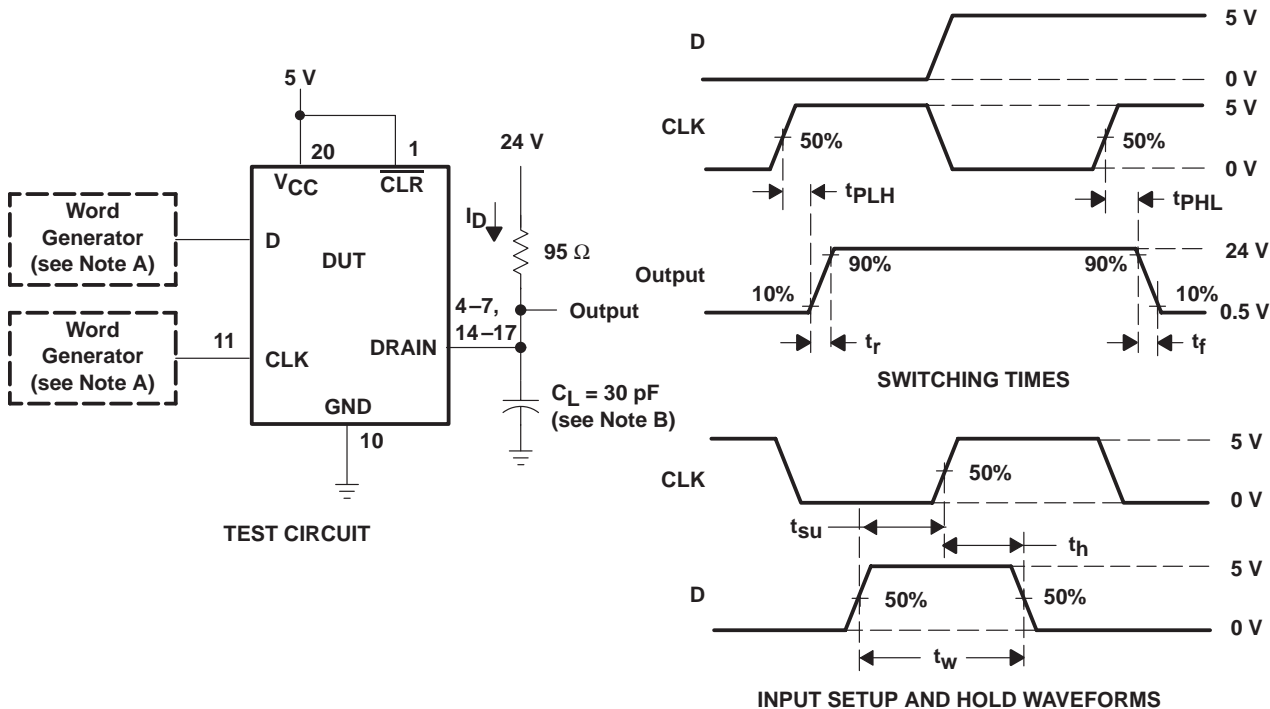 5 V
20
1
VCC
CLR
Word
Generator
(see Note A)
D
DUT
Word
Generator
(see Note A)
11
CLK
DRAIN
GND
10
4–7,
14–17
24 V
ID
95 Ω
Output
CL = 30 pF
(see Note B)
TEST CIRCUIT
D
5 V
0 V
CLK
5 V
50%
50%
0 V
tPLH
tPHL
Output
24 V
90%
90%
10%
10%
0.5 V
tr
tf
SWITCHING TIMES
CLK
5 V
50%
0 V
tsu
th
D
5 V
50%
50%
0 V
tw
INPUT SETUP AND HOLD WAVEFORMS